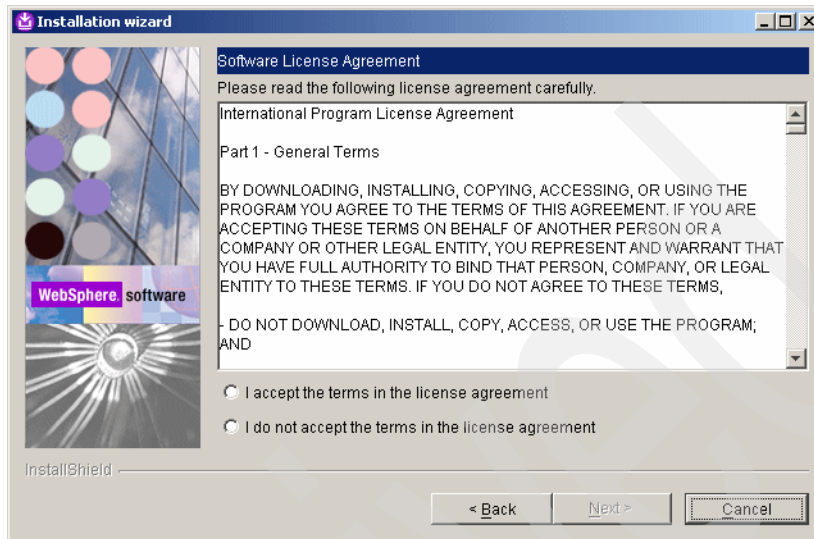 Installation wizard
Software License Agreement
Please read the following license agreement carefully.
International Program License Agreement
Part 1 - General Terms
BY DOWNLOADING, INSTALLING, COPYING, ACCESSING, OR USING THE
PROGRAM YOU AGREE TO THE TERMS OF THIS AGREEMENT. IF YOU ARE
ACCEPTING THESE TERMS ON BEHALF OF ANOTHER PERSON OR A
COMPANY OR OTHER LEGAL ENTITY, YOU REPRESENT AND WARRANT THAT
YOU HAVE FULL AUTHORITY TO BIND THAT PERSON, COMPANY, OR LEGAL
ENTITY TO THESE TERMS. IF YOU DO NOT AGREE TO THESE TERMS,
- DO NOT DOWNLOAD, INSTALL, COPY, ACCESS, OR USE THE PROGRAM;
AND
WebSphere. software
I accept the terms in the license agreement
I do not accept the terms in the license agreement
InstallShield
< Back
Next >
Cancel